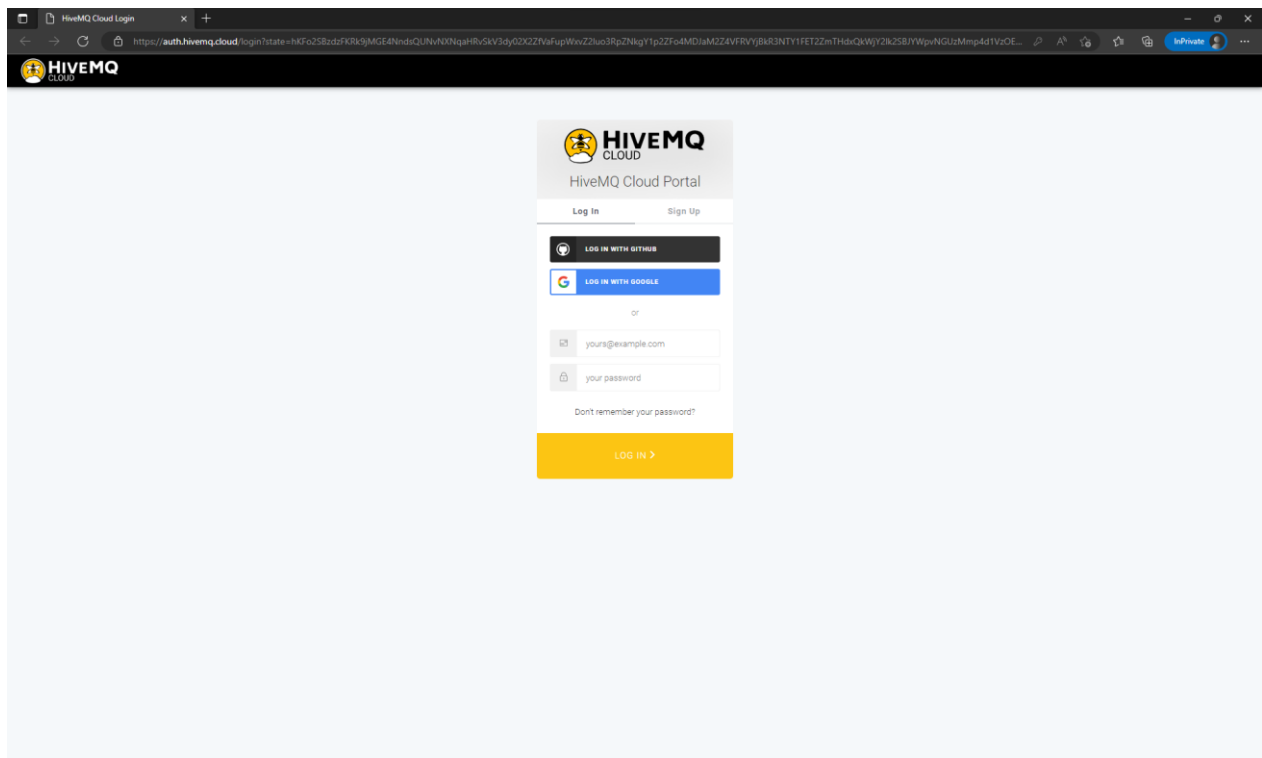 HiveMQ Cloud Login
https://auth.hivemq.cloud/login?state=
InPrivate
HIVEMQ
CLOUD
HIVEMQ
CLOUD
HiveMQ Cloud Portal
Log In Sign Up
LOG IN WITH GITHUB
LOG IN WITH GOOGLE
or
yours@example.com
your password
Don't remember your password?
LOG IN >